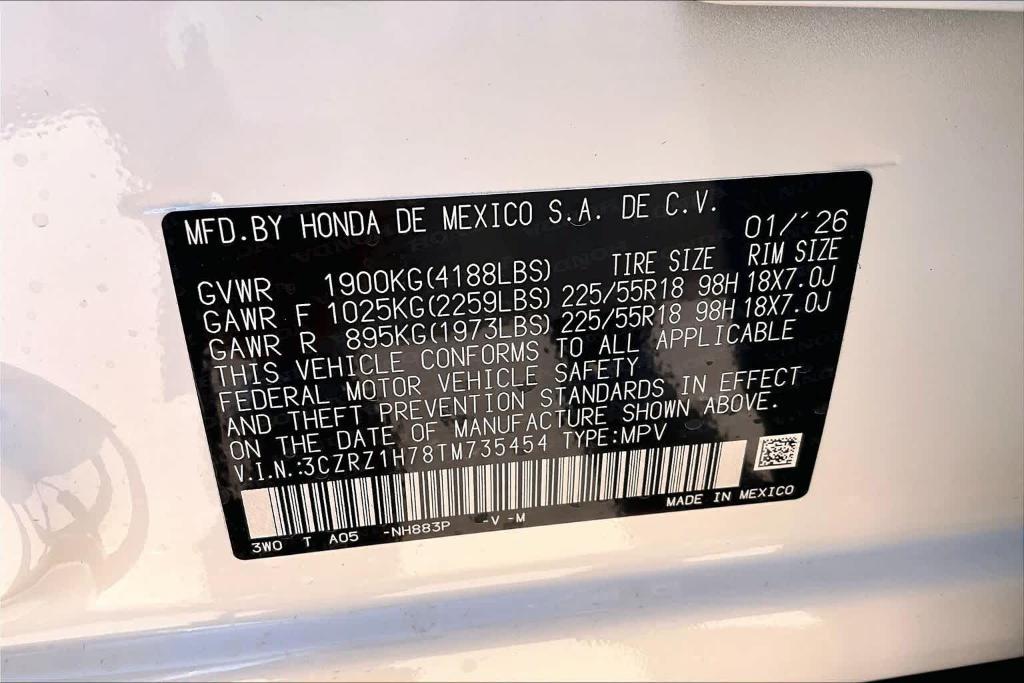 MFD.BY HONDA DE MEXICO S.A. DE C.V.
01/´26
TIRE SIZE RIM SIZE
GVWR 1900KG(4188LBS)
GAWR F 1025KG(2259LBS) 225/55R18 98H 18X7.0J
GAWR R 895KG(1973LBS) 225/55R18 98H 18X7.0J
THIS VEHICLE CONFORMS TO ALL APPLICABLE
FEDERAL MOTOR VEHICLE SAFETY
AND THEFT PREVENTION STANDARDS IN EFFECT
ON THE DATE OF MANUFACTURE SHOWN ABOVE.
V.I.N.:3CZRZ1H78TM735454 TYPE:MPV
MADE IN MEXICO
3W0 T A05 -NH883P -V -M